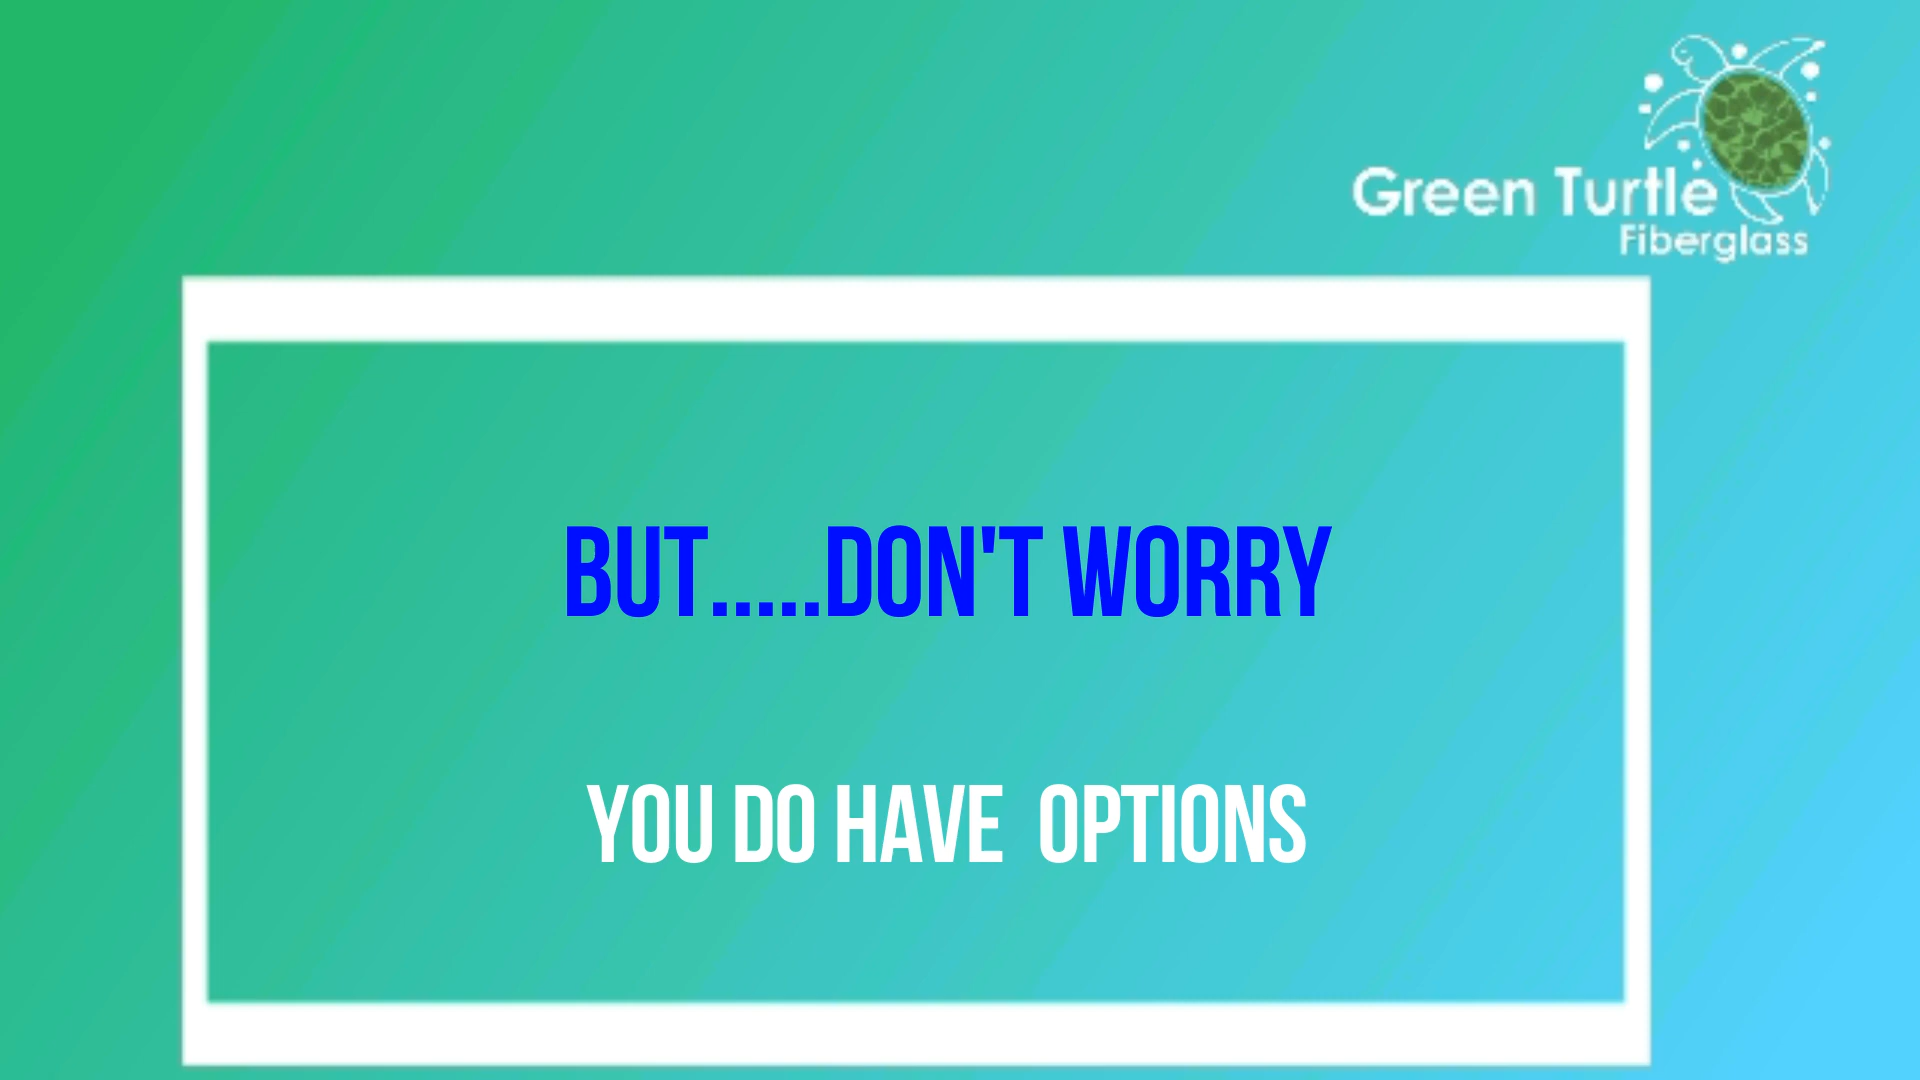 Green Turtle
Fiberglass
BUT.....DON'T WORRY
YOU DO HAVE  OPTIONS